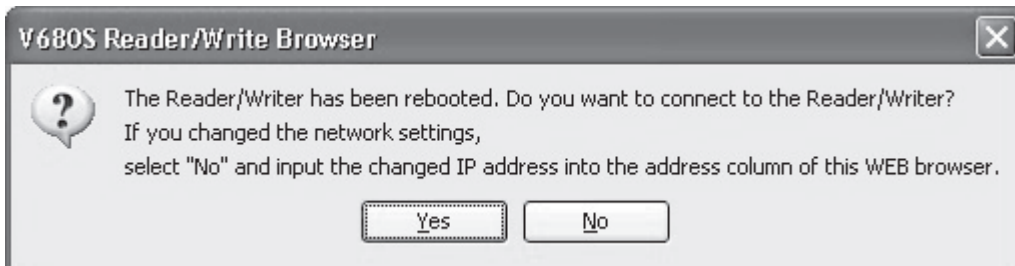 V680S Reader/Write Browser
The Reader/Writer has been rebooted. Do you want to connect to the Reader/Writer?
If you changed the network settings,
select "No" and input the changed IP address into the address column of this WEB browser.
Yes
No